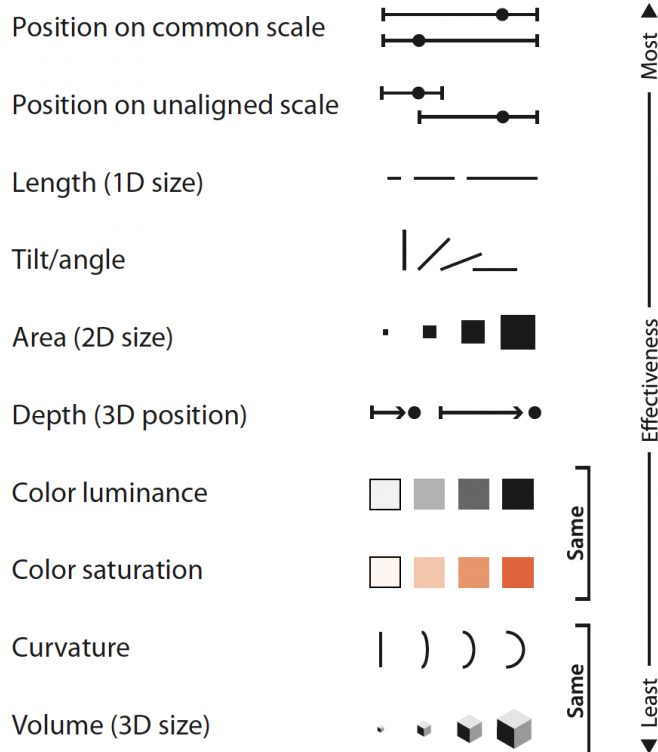 Position on common scale
Position on unaligned scale
Length (1D size)
Tilt/angle
Area (2D size)
Depth (3D position)
Color luminance
Color saturation
Same
Curvature
Volume (3D size)
Same
Most
Effectiveness
Least